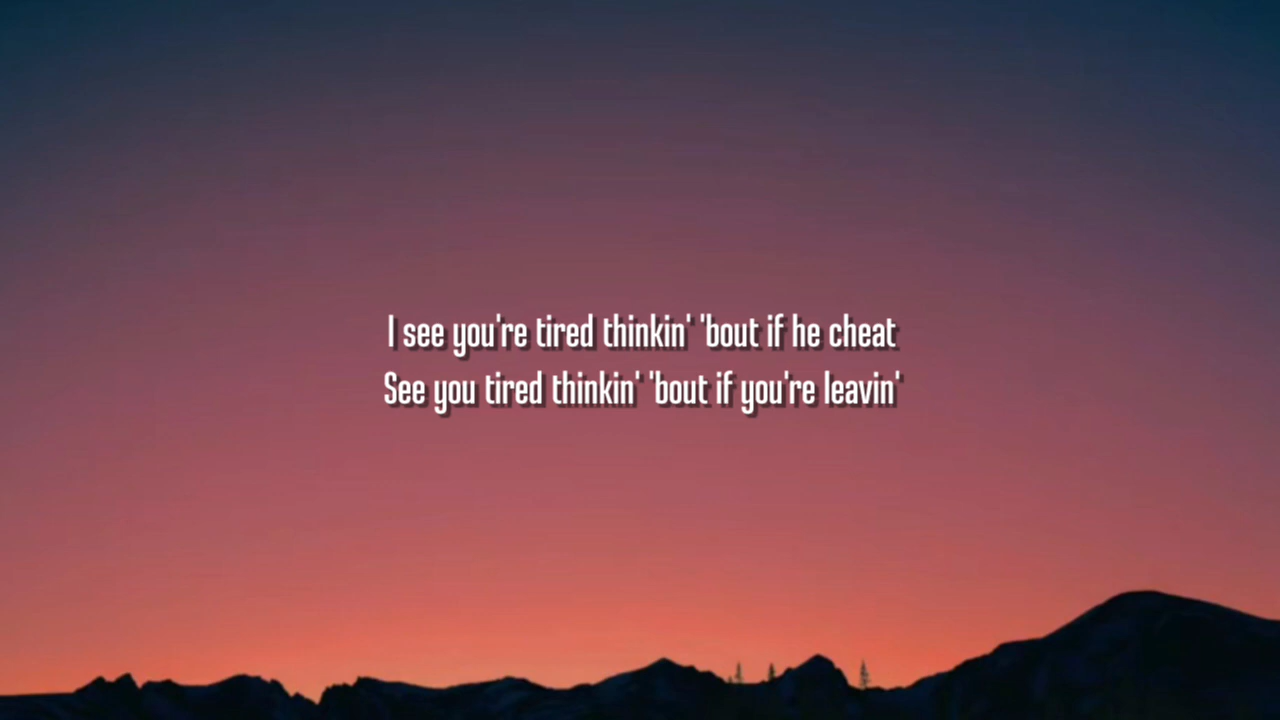 I see you're tired thinkin' 'bout if he cheat
See you tired thinkin' 'bout if you're leavin'